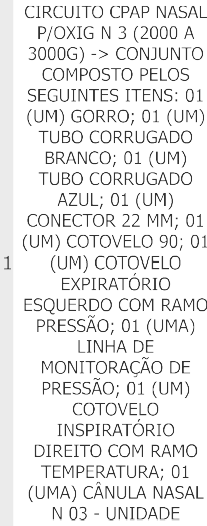 CIRCUITO CPAP NASAL
P/OXIG N 3 (2000 A
3000G) -> CONJUNTO
COMPOSTO PELOS
SEGUINTES ITENS: 01
(UM) GORRO; 01 (UM)
TUBO CORRUGADO
BRANCO; 01 (UM)
TUBO CORRUGADO
AZUL; 01 (UM)
CONECTOR 22 MM; 01
(UM) COTOVELO 90; 01
1 (UM) COTOVELO
EXPIRATÓRIO
ESQUERDO COM RAMO
PRESSÃO; 01 (UMA)
LINHA DE
MONITORAÇÃO DE
PRESSÃO; 01 (UM)
COTOVELO
INSPIRATÓRIO
DIREITO COM RAMO
TEMPERATURA; 01
(UMA) CÂNULA NASAL
N 03 - UNIDADE